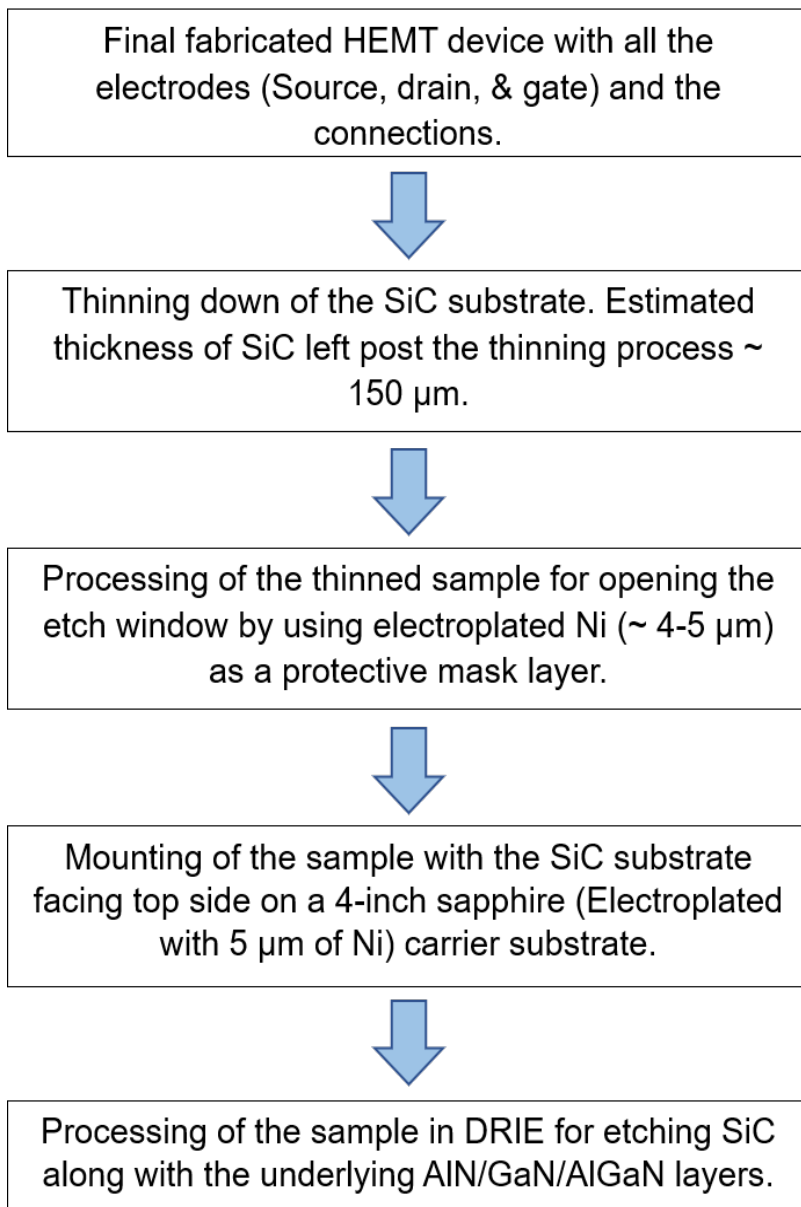 Final fabricated HEMT device with all the
electrodes (Source, drain, & gate) and the
connections.
Thinning down of the SiC substrate. Estimated
thickness of SiC left post the thinning process ~
150 µm.
Processing of the thinned sample for opening the
etch window by using electroplated Ni (~ 4-5 µm)
as a protective mask layer.
Mounting of the sample with the SiC substrate
facing top side on a 4-inch sapphire (Electroplated
with 5 µm of Ni) carrier substrate.
Processing of the sample in DRIE for etching SiC
along with the underlying AlN/GaN/AlGaN layers.